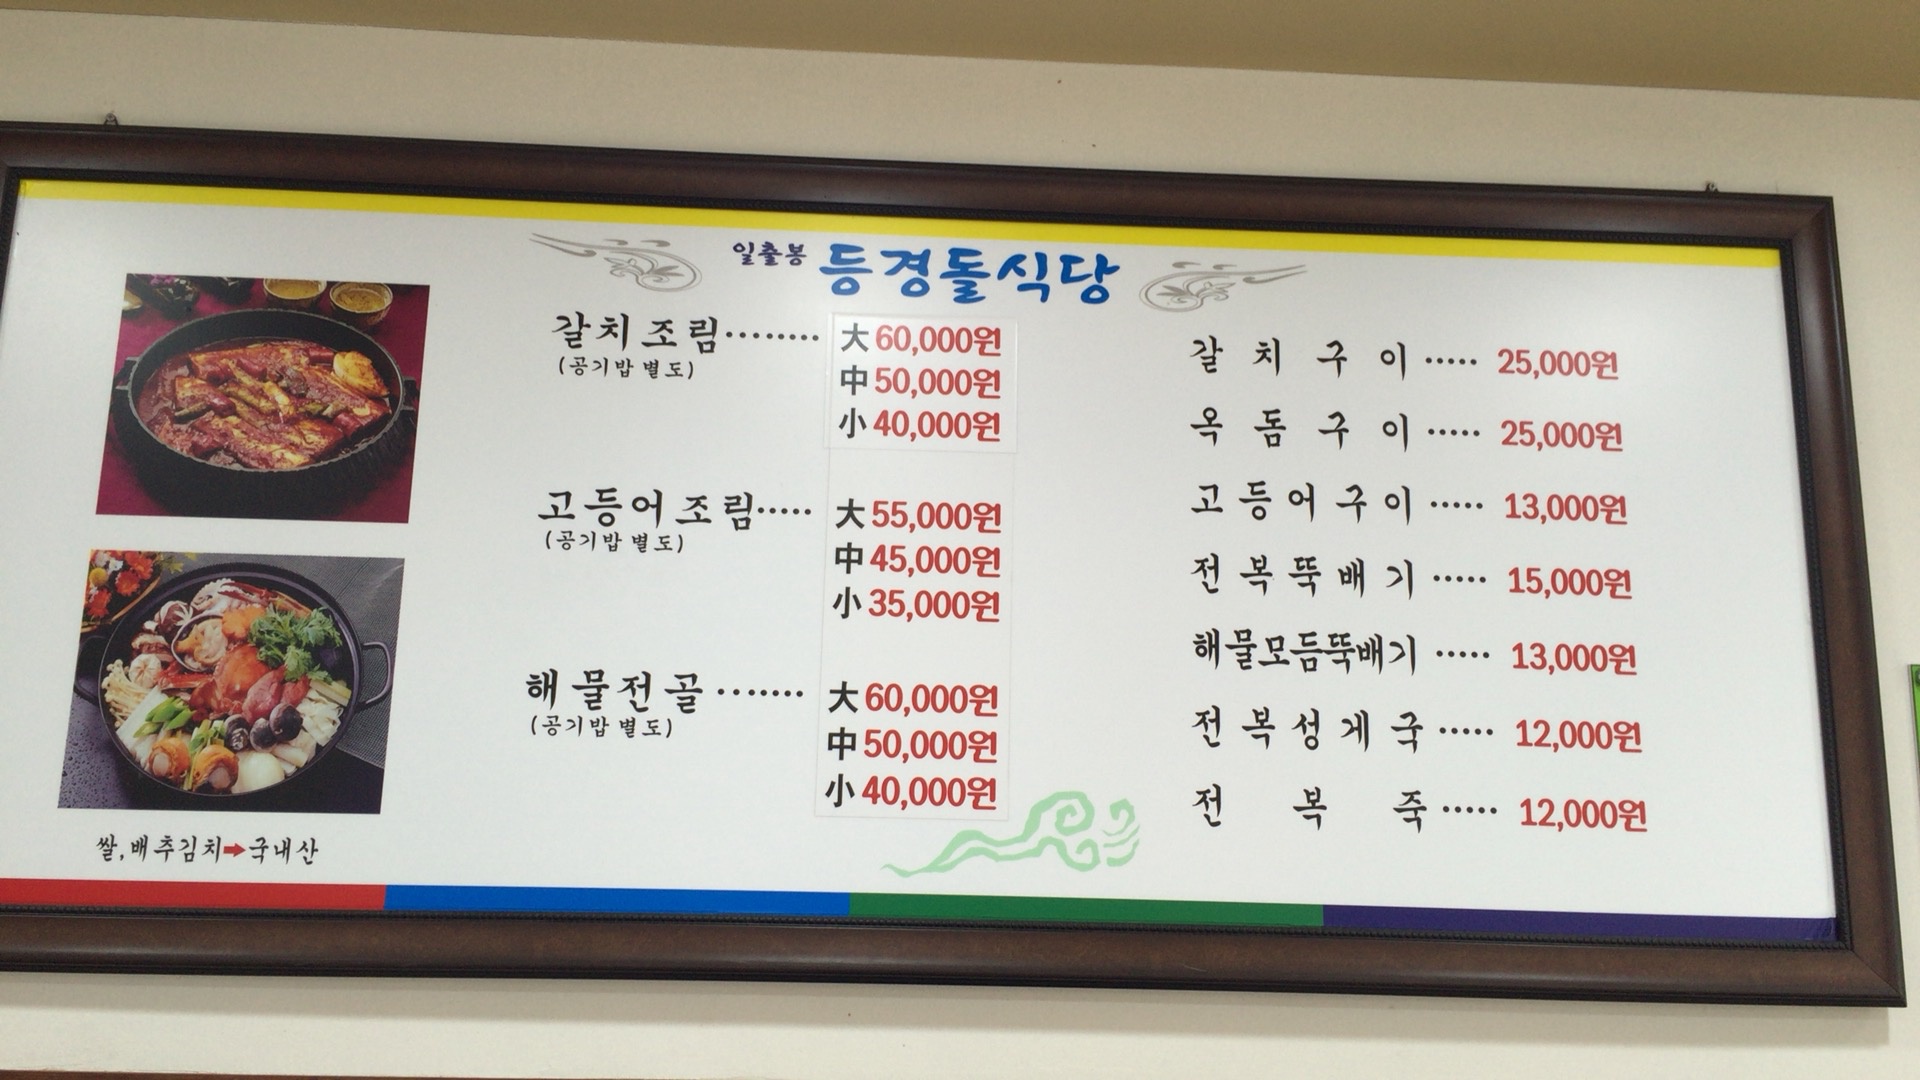 일출봉 등경돌식당
갈치조림········ 大 60,000원
(공기밥 별도)
中 50,000원
小 40,000원
고등어조림····· 大 55,000원
(공기밥 별도)
中 45,000원
小 35,000원
해물전골······· 大 60,000원
(공기밥 별도)
中 50,000원
小 40,000원
갈치구이····· 25,000원
옥돔구이····· 25,000원
고등어구이····· 13,000원
전복뚝배기····· 15,000원
해물모듬뚝배기····· 13,000원
전복성게국····· 12,000원
전복죽····· 12,000원
쌀,배추김치➡국내산